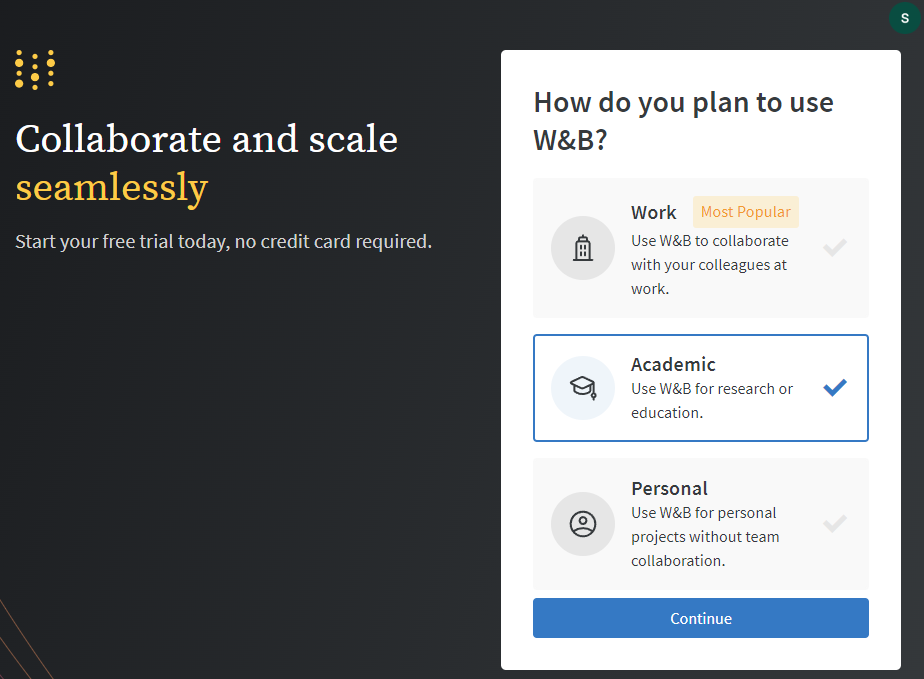 S
Collaborate and scale
seamlessly
Start your free trial today, no credit card required.
How do you plan to use
W&B?
Work Most Popular
Use W&B to collaborate
with your colleagues at
work.
Academic
Use W&B for research or
education.
Personal
Use W&B for personal
projects without team
collaboration.
Continue